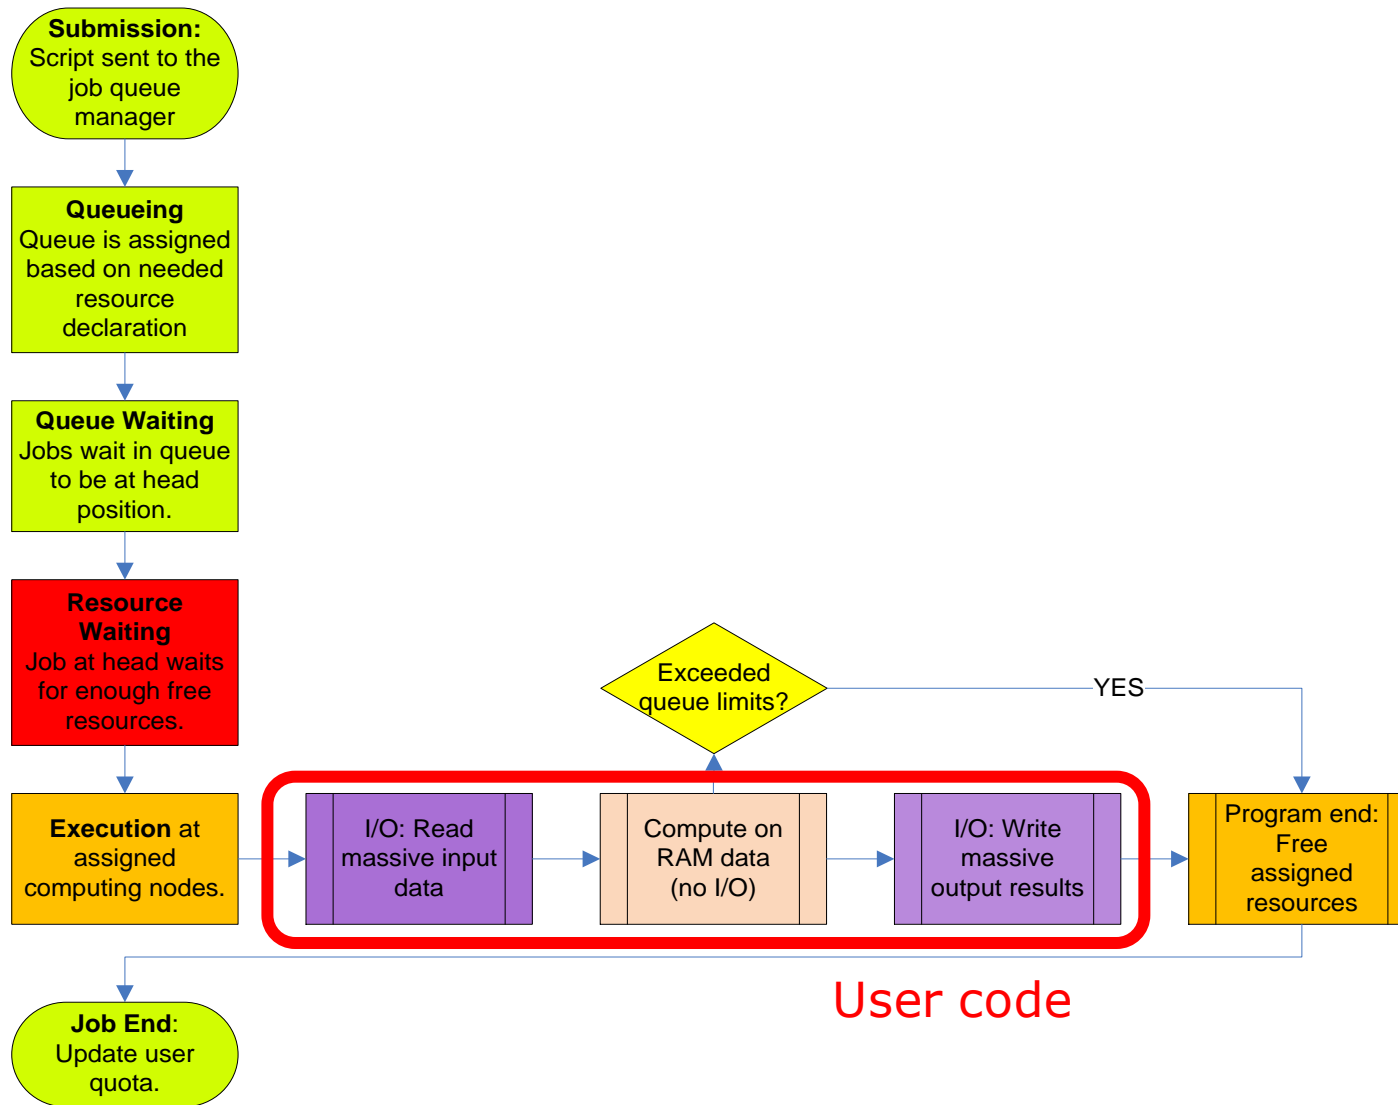 Submission:
Script sent to the
job queue
manager
Queueing
Queue is assigned
based on needed
resource
declaration
Queue Waiting
Jobs wait in queue
to be at head
position.
Resource
Waiting
Job at head waits
for enough free
resources.
Exceeded
queue limits?
YES
Execution at
assigned
computing nodes.
I/O: Read
massive input
data
Compute on
RAM data
(no I/O)
I/O: Write
massive
output results
Program end:
Free
assigned
resources
User code
Job End:
Update user
quota.